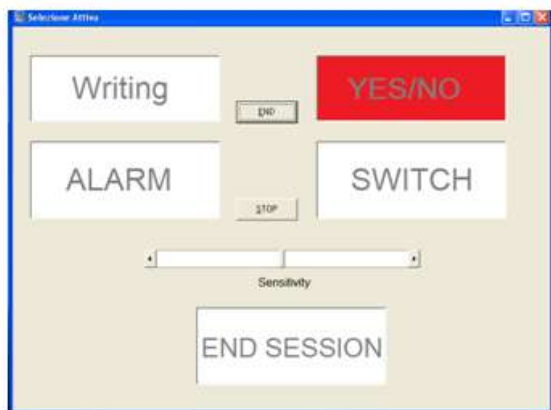 Selezione Attiva
Writing
END
YES/NO
ALARM
STOP
SWITCH
Sensitivity
END SESSION